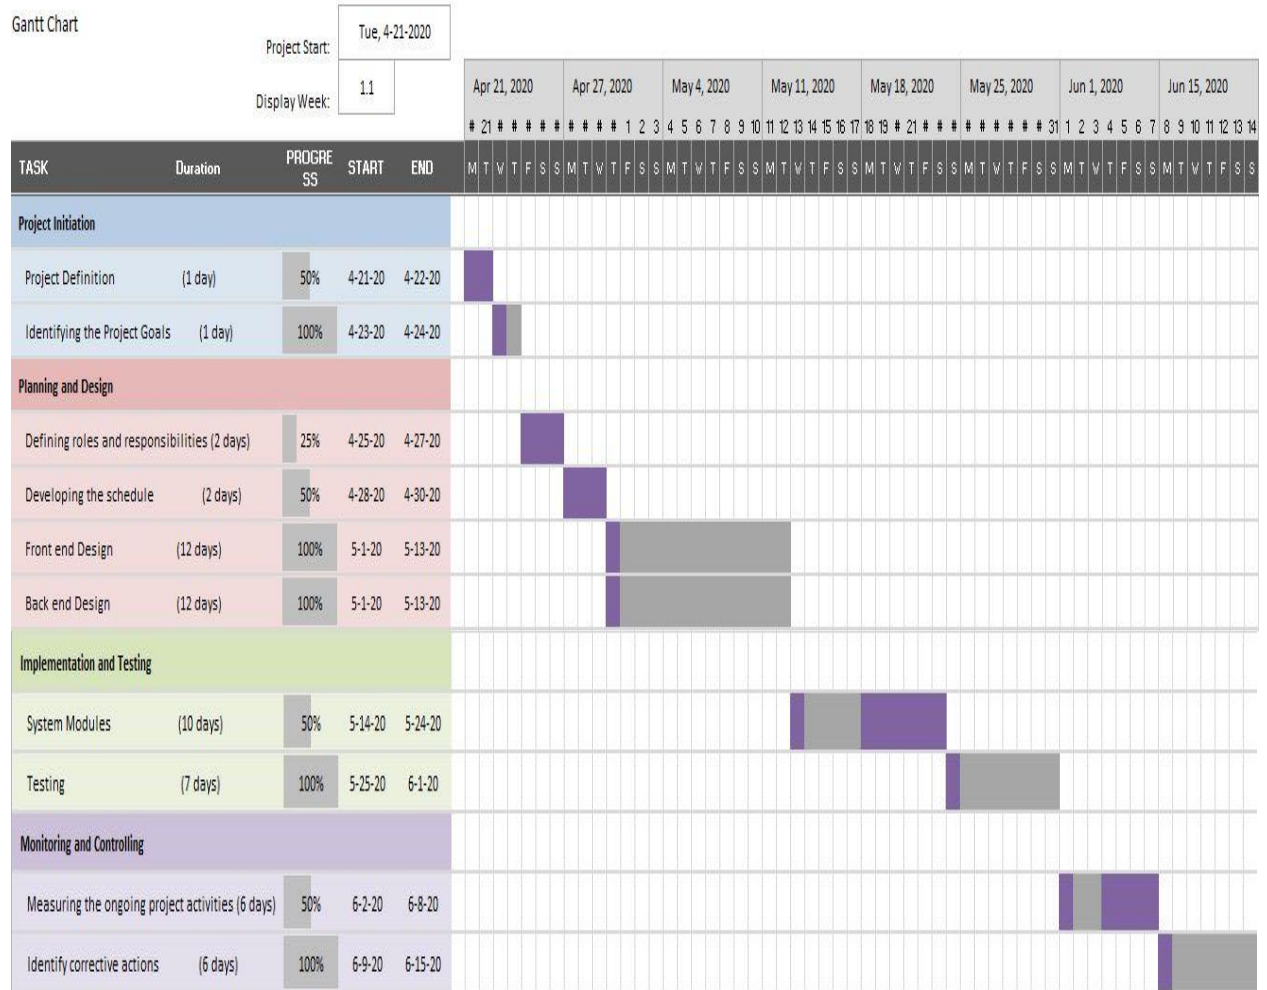 Gantt Chart
Project Start: Tue, 4-21-2020
Display Week: 1.1
Apr 21, 2020 Apr 27, 2020 May 4, 2020 May 11, 2020 May 18, 2020 May 25, 2020 Jun 1, 2020 Jun 15, 2020
# 21 # # # # # # # # # 1 2 3 4 5 6 7 8 9 10 11 12 13 14 15 16 17 18 19 # 21 # # # # # # # # # 31 1 2 3 4 5 6 7 8 9 10 11 12 13 14
TASK Duration PROGRE SS START END M T W T F S S M T W T F S S M T W T F S S M T W T F S S M T W T F S S M T W T F S S M T W T F S S M T W T F S S
Project Initiation
Project Definition (1 day) 50% 4-21-20 4-22-20
Identifying the Project Goals (1 day) 100% 4-23-20 4-24-20
Planning and Design
Defining roles and responsibilities (2 days) 25% 4-25-20 4-27-20
Developing the schedule (2 days) 50% 4-28-20 4-30-20
Front end Design (12 days) 100% 5-1-20 5-13-20
Back end Design (12 days) 100% 5-1-20 5-13-20
Implementation and Testing
System Modules (10 days) 50% 5-14-20 5-24-20
Testing (7 days) 100% 5-25-20 6-1-20
Monitoring and Controlling
Measuring the ongoing project activities (6 days) 50% 6-2-20 6-8-20
Identify corrective actions (6 days) 100% 6-9-20 6-15-20